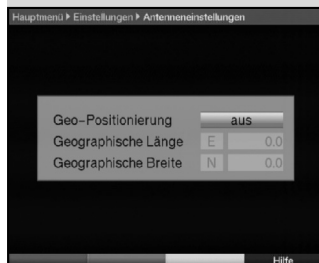 Hauptmenü ▶ Einstellungen ▶ Antenneneinstellungen
Geo-Positionierung aus
Geographische Länge E 0.0
Geographische Breite N 0.0
Hilfe